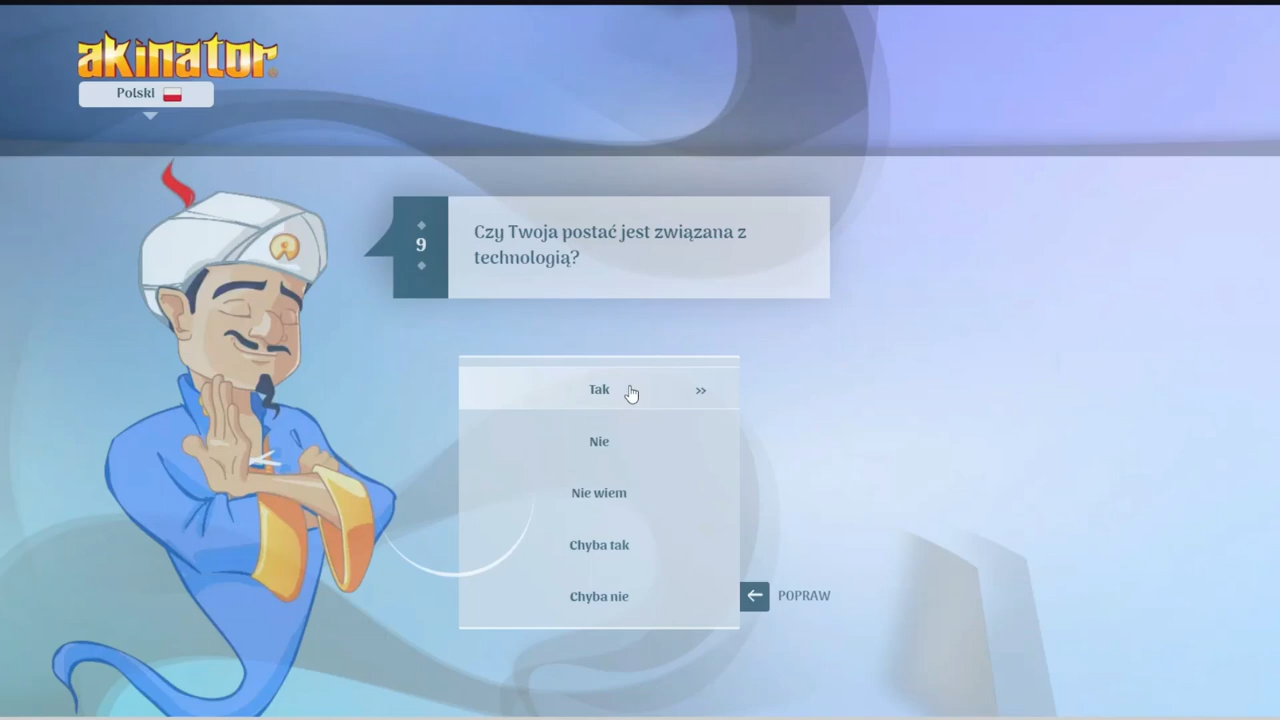 akinator
Polski
9
Czy Twoja postać jest związana z
technologią?
Tak
Nie
Nie wiem
Chyba tak
Chyba nie
POPRAW